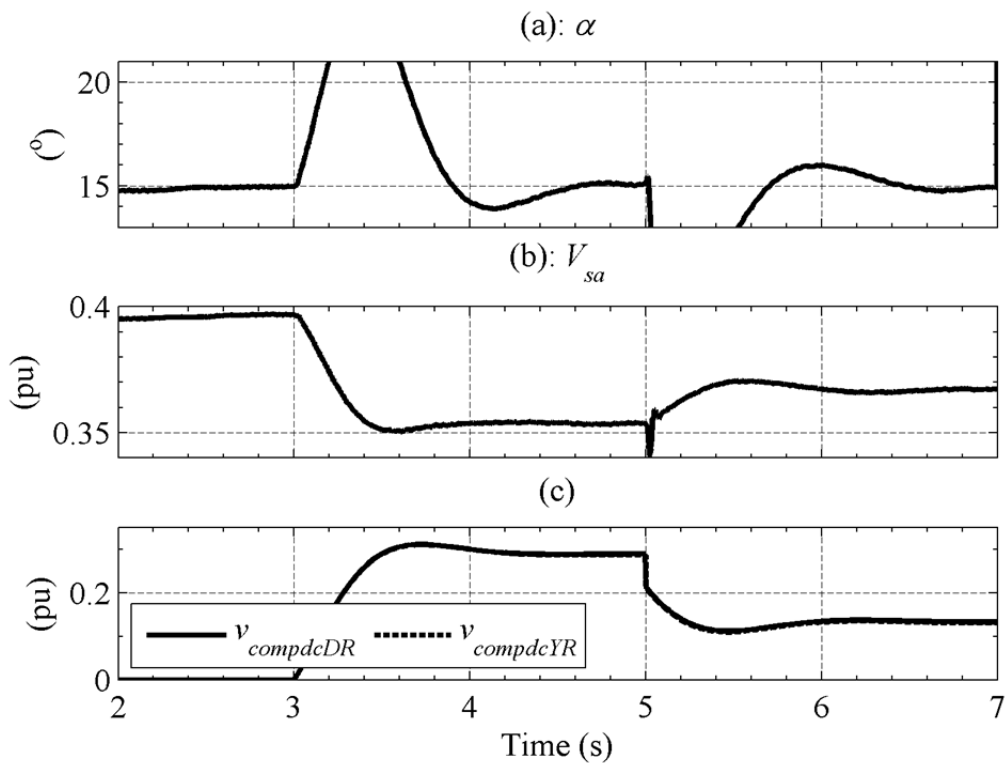 (a): α
20
15
(°)
(b): V_sa
0.4
0.35
(pu)
(c)
0.2
0
(pu)
v_compdcDR v_compdcYR
2 3 4 5 6 7
Time (s)